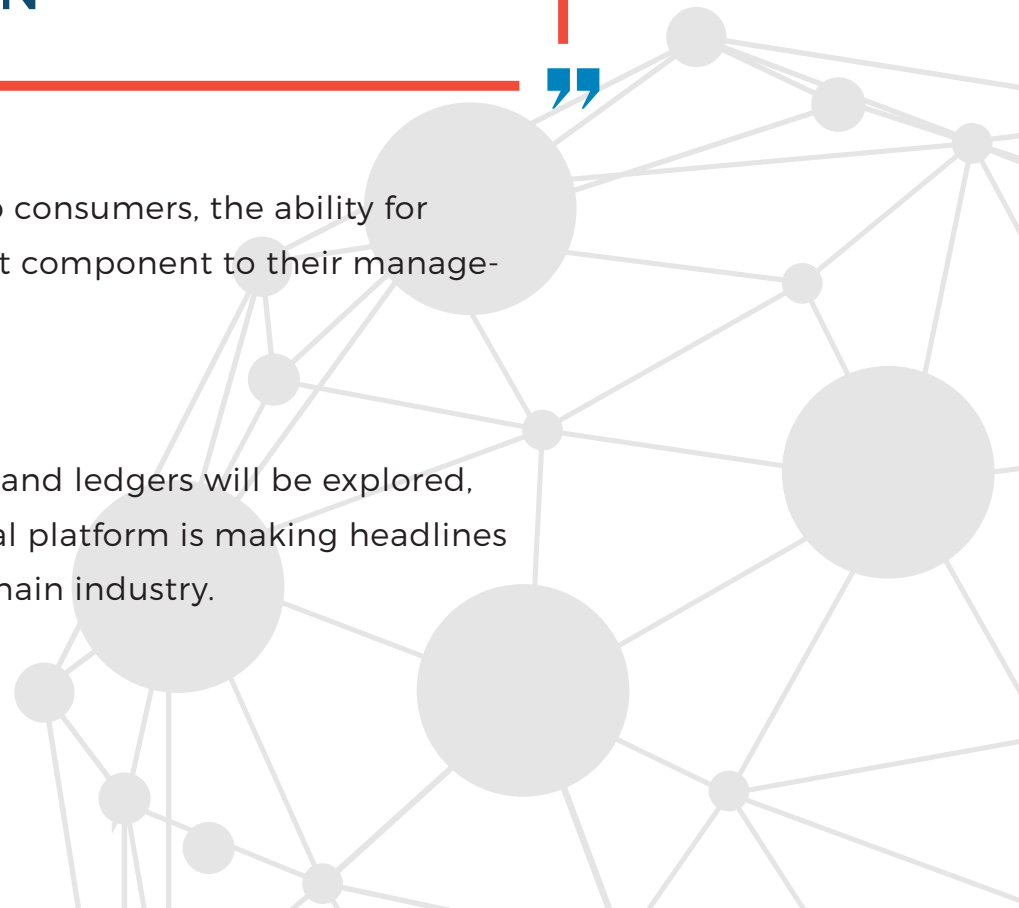 N
”
consumers, the ability for
t component to their manage-
and ledgers will be explored,
al platform is making headlines
hain industry.